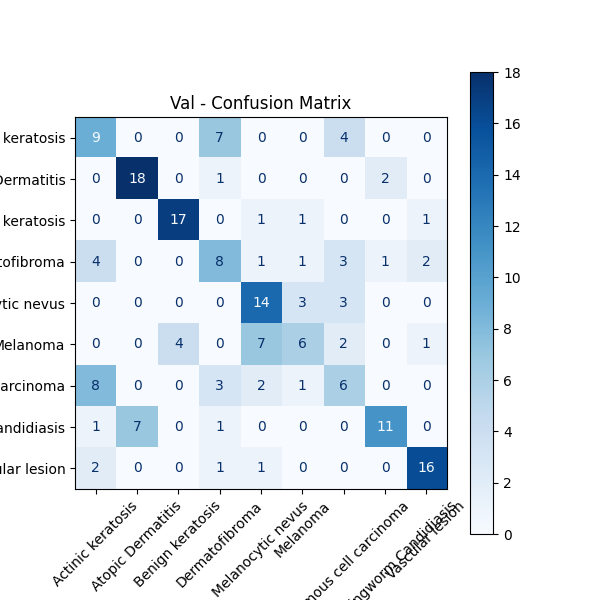 Val - Confusion Matrix
keratosis 9 0 0 7 0 0 4 0 0
Dermatitis 0 18 0 1 0 0 0 2 0
keratosis 0 0 17 0 1 1 0 0 1
tofibroma 4 0 0 8 1 1 3 1 2
ytic nevus 0 0 0 0 14 3 3 0 0
Melanoma 0 0 4 0 7 6 2 0 1
arcinoma 8 0 0 3 2 1 6 0 0
andidiasis 1 7 0 1 0 0 0 11 0
ular lesion 2 0 0 1 1 0 0 0 16
Actinic keratosis
Atopic Dermatitis
Benign keratosis
Dermatofibroma
Melanocytic nevus
Melanoma
mous cell carcinoma
ngworm Candidiasis
Vascular lesion
18
16
14
12
10
8
6
4
2
0